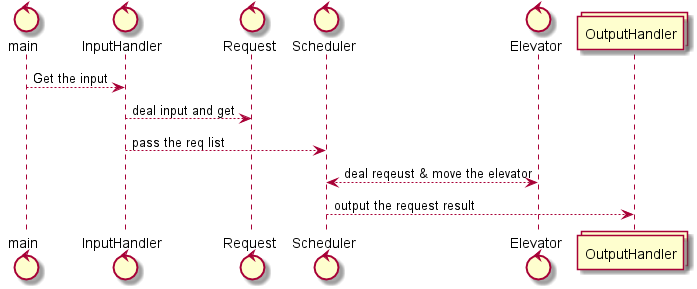 main
InputHandler
Request
Scheduler
Elevator
OutputHandler
Get the input
deal input and get
pass the req list
deal reqeust & move the elevator
output the request result
main
InputHandler
Request
Scheduler
Elevator
OutputHandler